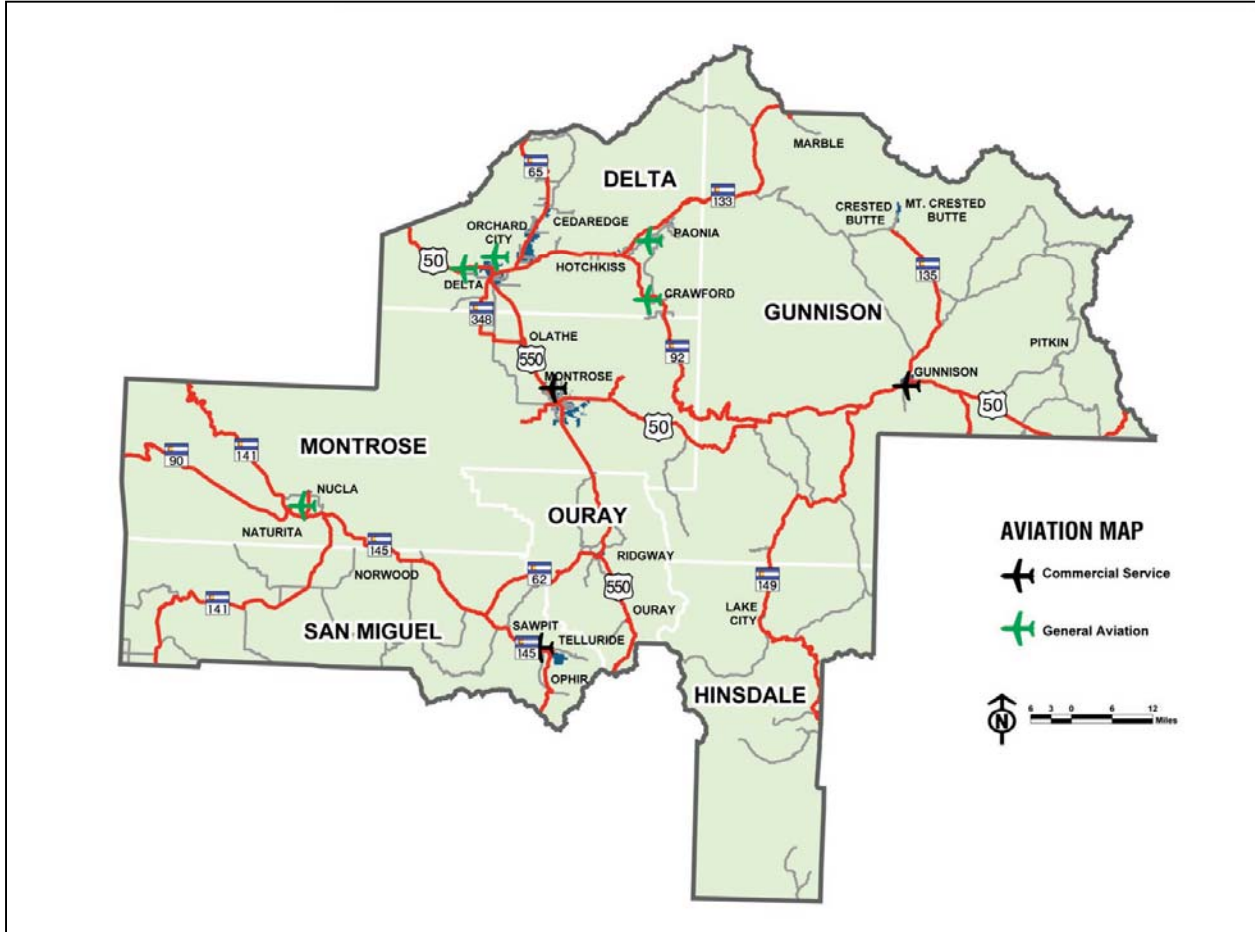 MARBLE
65
DELTA
133
CRESTED
BUTTE
MT. CRESTED
BUTTE
CEDAREDGE
ORCHARD
CITY
PAONIA
50
HOTCHKISS
135
DELTA
CRAWFORD
348
GUNNISON
OLATHE
PITKIN
550
92
MONTROSE
GUNNISON
50
50
MONTROSE
141
90
NUCLA
OURAY
NATURITA
AVIATION MAP
145
RIDGWAY
Commercial Service
NORWOOD
62
550
149
141
OURAY
LAKE
CITY
SAWPIT
SAN MIGUEL
General Aviation
TELLURIDE
145
OPHIR
HINSDALE
N
6 3 0 6 12
Miles